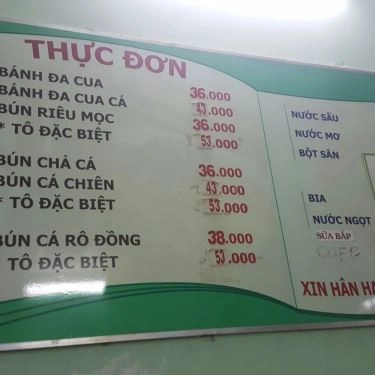 THỰC ĐƠN
BÁNH ĐA CUA 36.000
BÁNH ĐA CUA CÁ 43.000
BÚN RIÊU MỌC 36.000
* TÔ ĐẶC BIỆT 53.000
BÚN CHẢ CÁ 36.000
BÚN CÁ CHIÊN 43.000
* TÔ ĐẶC BIỆT 53.000
BÚN CÁ RÔ ĐỒNG 38.000
* TÔ ĐẶC BIỆT 53.000
NƯỚC SẤU
NƯỚC MƠ
BỘT SẮN
BIA
NƯỚC NGỌT
SỮA BẮP
CAFE
XIN HÂN HẠ